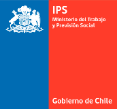 IPS
Ministerio del Trabajo
y Previsión Social
Gobierno de Chile